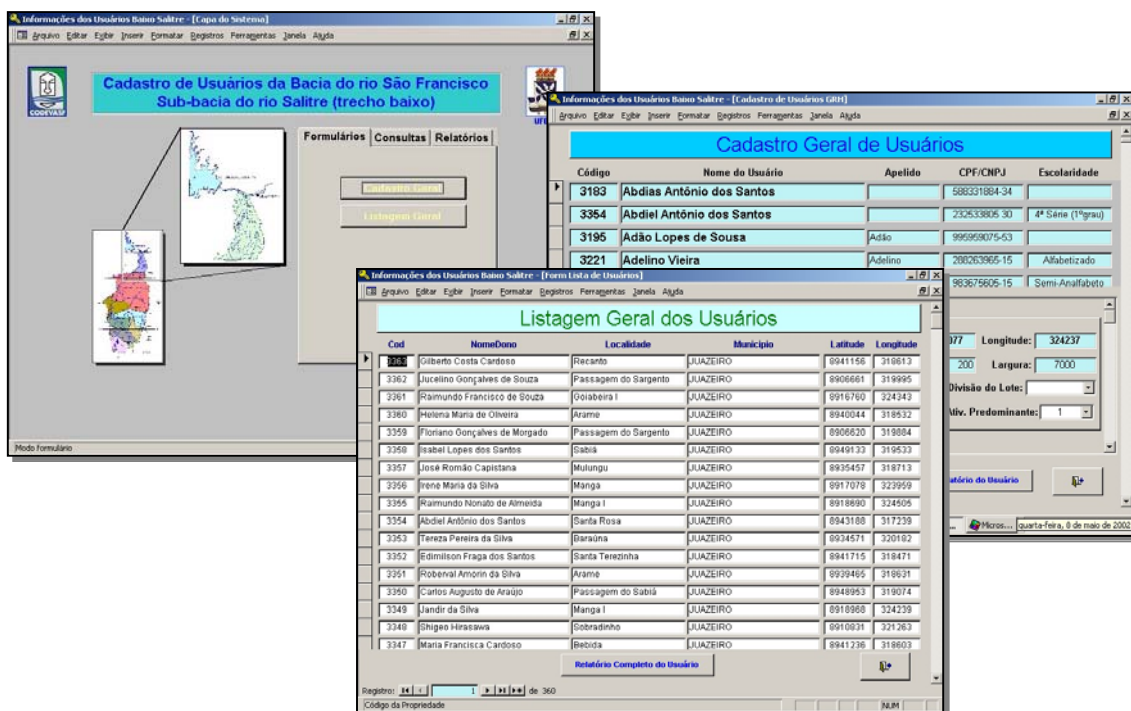 Informações dos Usuários Baixo Salitre - [Capa do Sistema]
Arquivo Editar Exibir Inserir Formatar Registros Ferramentas Janela Ajuda
CODEVASF
Cadastro de Usuários da Bacia do rio São Francisco
Sub-bacia do rio Salitre (trecho baixo)
Formulários Consultas Relatórios
Cadastro Geral
Listagem Geral
Modo formulário
Informações dos Usuários Baixo Salitre - [Cadastro de Usuários GRH]
Arquivo Editar Exibir Inserir Formatar Registros Ferramentas Janela Ajuda
Cadastro Geral de Usuários
Código Nome do Usuário Apelido CPF/CNPJ Escolaridade
3183 Abdias Antônio dos Santos 588331884-34
3354 Abdiel Antônio dos Santos 232533805 30 4ª Série (1ºgrau)
3195 Adão Lopes de Sousa Adão 995959075-53
3221 Adelino Vieira Adelino 288263965-15 Alfabetizado
983675605-15 Semi-Analfabeto
077 Longitude: 324237
200 Largura: 7000
Divisão do Lote:
Ativ. Predominante: 1
atório do Usuário
Micros... quarta-feira, 8 de maio de 2002
Informações dos Usuários Baixo Salitre - [Form Lista de Usuários]
Arquivo Editar Exibir Inserir Formatar Registros Ferramentas Janela Ajuda
Listagem Geral dos Usuários
Cod NomeDono Localidade Município Latitude Longitude
3363 Gilberto Costa Cardoso Recanto JUAZEIRO 8941156 318613
3362 Jucelino Gonçalves de Souza Passagem do Sargento JUAZEIRO 8906661 319995
3361 Raimundo Francisco de Souza Goiabeira I JUAZEIRO 8916760 324343
3360 Helena Maria de Oliveira Arame JUAZEIRO 8940044 318532
3359 Floriano Gonçalves de Morgado Passagem do Sargento JUAZEIRO 8906620 319884
3358 Isabel Lopes dos Santos Sabiá JUAZEIRO 8949133 319533
3357 José Romão Capistana Mulungu JUAZEIRO 8935457 318713
3356 Irene Maria da Silva Manga JUAZEIRO 8917078 323959
3355 Raimundo Nonato de Almeida Manga I JUAZEIRO 8918690 324505
3354 Abdiel Antônio dos Santos Santa Rosa JUAZEIRO 8943188 317239
3353 Tereza Pereira da Silva Baraúna JUAZEIRO 8934571 320182
3352 Edimilson Fraga dos Santos Santa Terezinha JUAZEIRO 8941715 318471
3351 Roberval Amorin da Silva Arame JUAZEIRO 8939465 318631
3350 Carlos Augusto de Araújo Passagem do Sabiá JUAZEIRO 8948953 319074
3349 Jandir da Silva Manga I JUAZEIRO 8918968 324239
3348 Shigeo Hirasawa Sobradinho JUAZEIRO 8910831 321263
3347 Maria Francisca Cardoso Bebida JUAZEIRO 8941236 318603
Relatório Completo do Usuário
Registro: 1 de 360
Código da Propriedade NUM